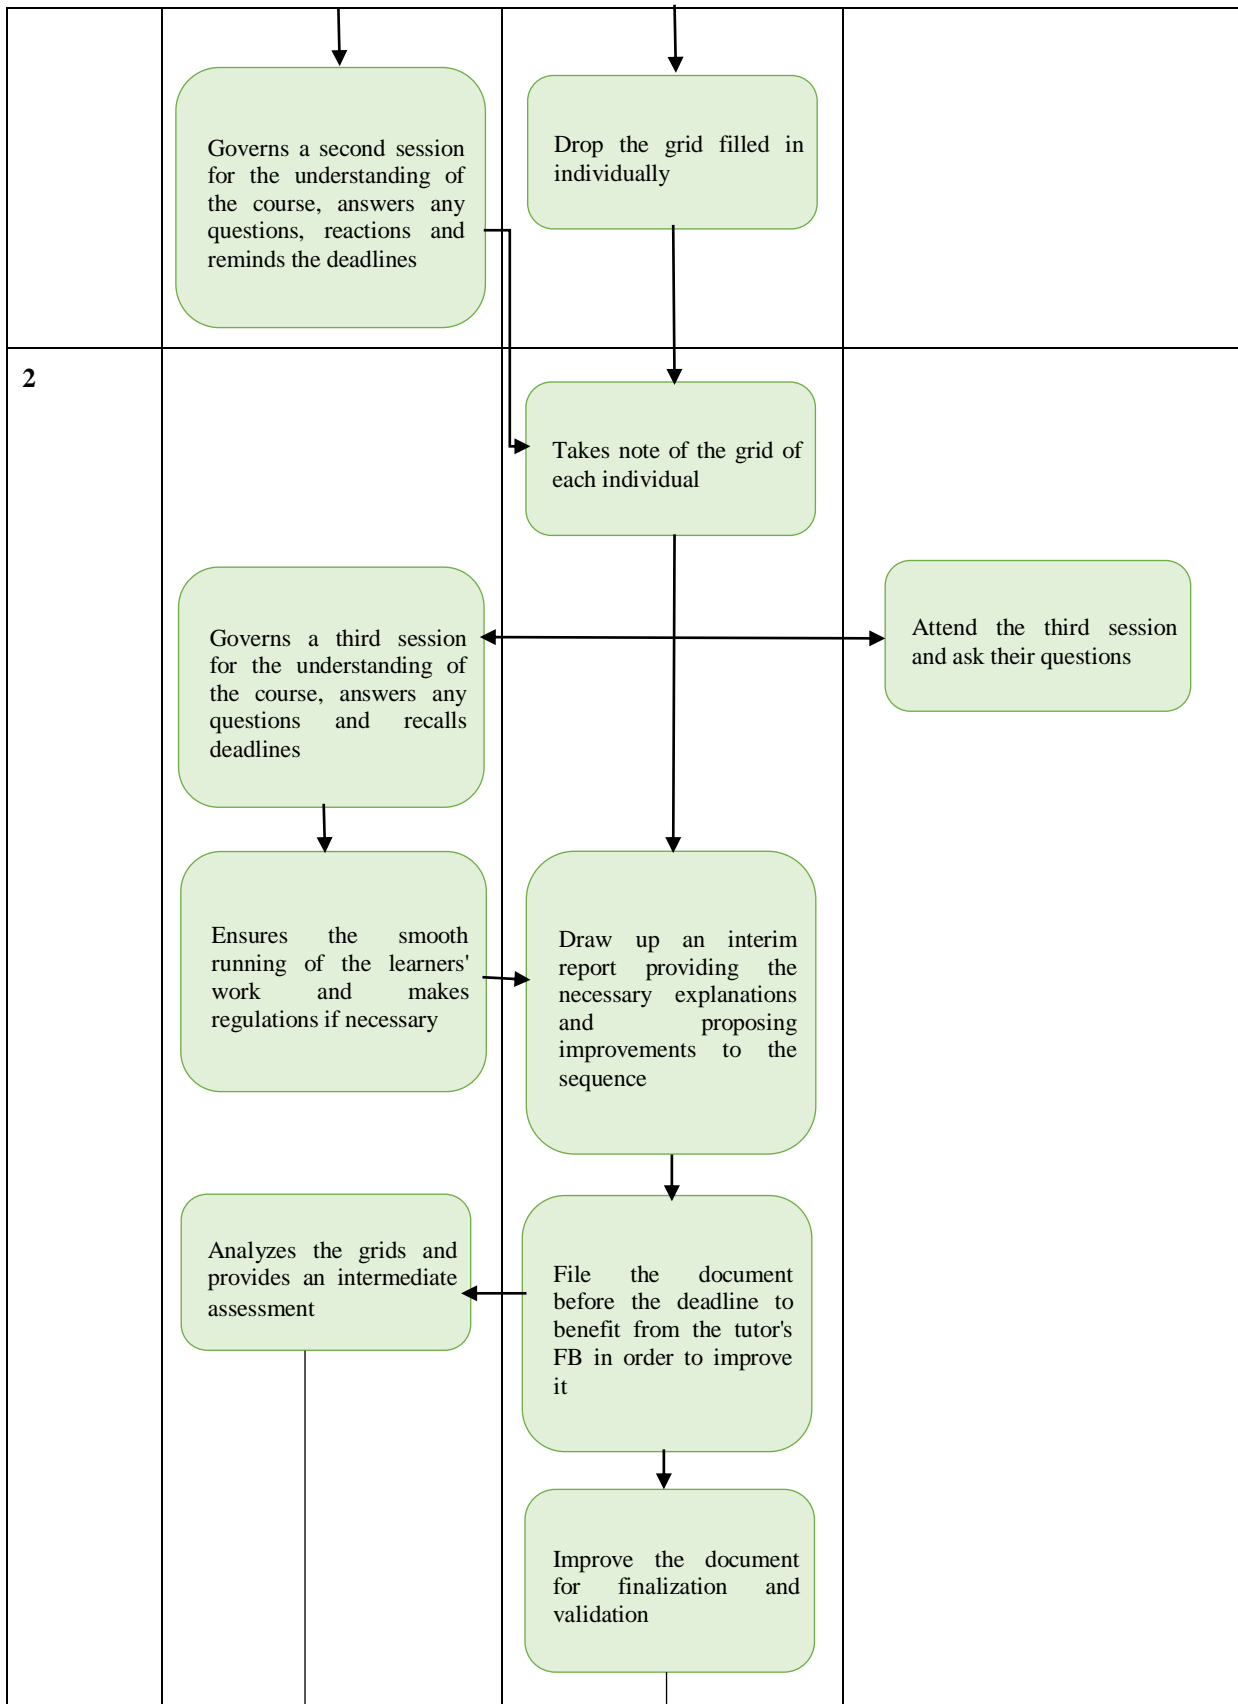 Governs a second session
for the understanding of
the course, answers any
questions, reactions and
reminds the deadlines
Drop the grid filled in
individually
2
Takes note of the grid of
each individual
Governs a third session
for the understanding of
the course, answers any
questions and recalls
deadlines
Attend the third session
and ask their questions
Ensures the smooth
running of the learners'
work and makes
regulations if necessary
Draw up an interim
report providing the
necessary explanations
and proposing
improvements to the
sequence
Analyzes the grids and
provides an intermediate
assessment
File the document
before the deadline to
benefit from the tutor's
FB in order to improve
it
Improve the document
for finalization and
validation